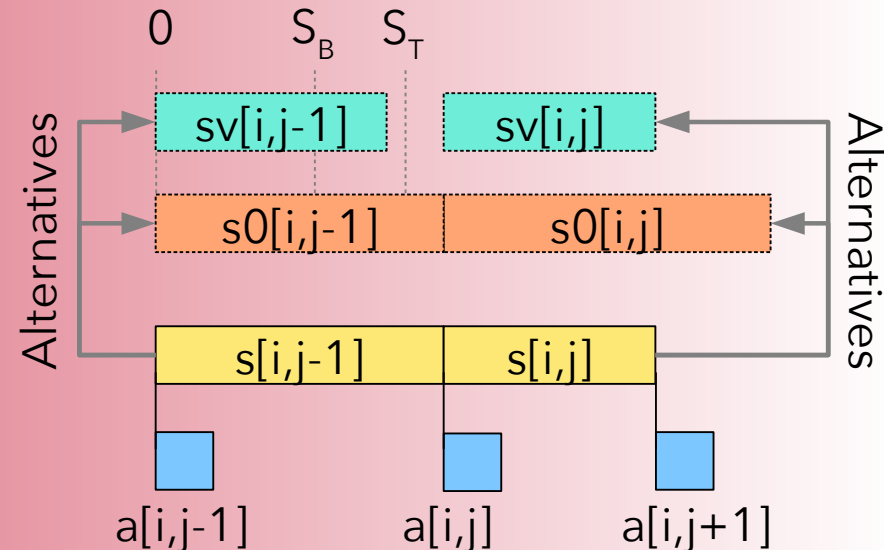 0 S_B S_T
sv[i,j-1] sv[i,j]
s0[i,j-1] s0[i,j]
Alternatives Alternatives
s[i,j-1] s[i,j]
a[i,j-1] a[i,j] a[i,j+1]